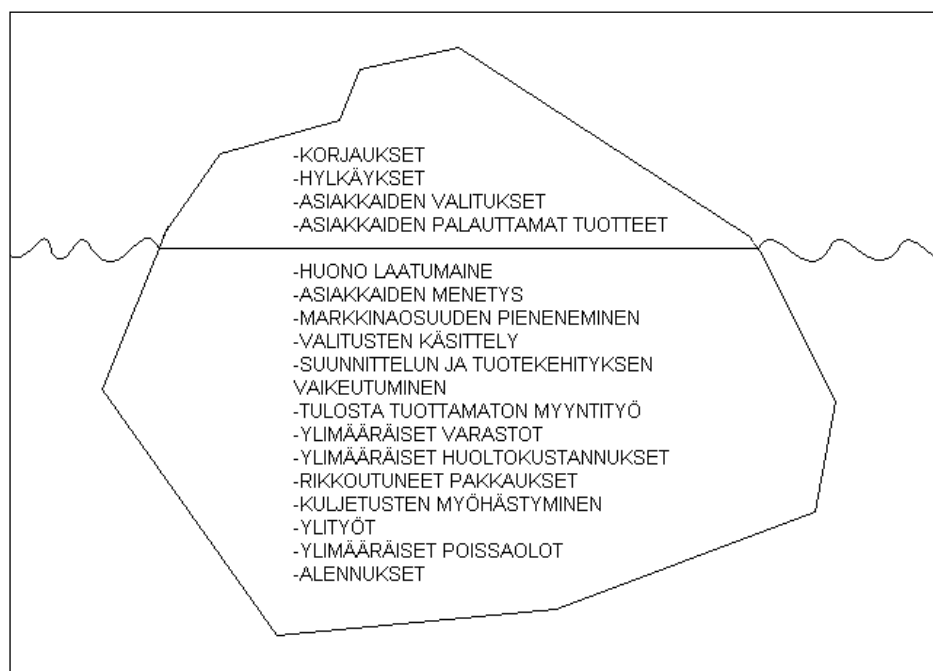 -KORJAUKSET
-HYLKÄYKSET
-ASIAKKAIDEN VALITUKSET
-ASIAKKAIDEN PALAUTTAMAT TUOTTEET
-HUONO LAATUMAINE
-ASIAKKAIDEN MENETYS
-MARKKINAOSUUDEN PIENENEMINEN
-VALITUSTEN KÄSITTELY
-SUUNNITTELUN JA TUOTEKEHITYKSEN
VAIKEUTUMINEN
-TULOSTA TUOTTAMATON MYYNTITYÖ
-YLIMÄÄRÄISET VARASTOT
-YLIMÄÄRÄISET HUOLTOKUSTANNUKSET
-RIKKOUTUNEET PAKKAUKSET
-KULJETUSTEN MYÖHÄSTYMINEN
-YLITYÖT
-YLIMÄÄRÄISET POISSAOLOT
-ALENNUKSET